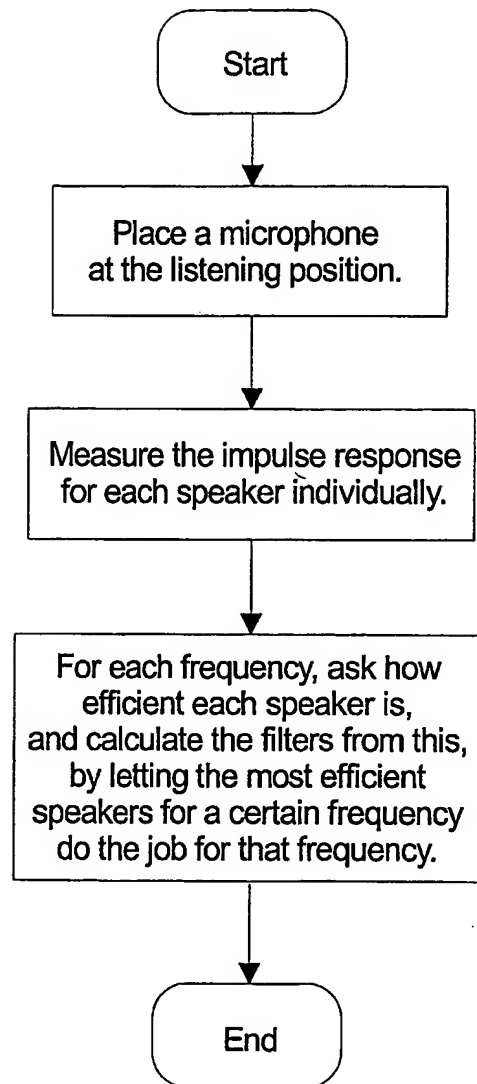 Start
Place a microphone
at the listening position.
Measure the impulse response
for each speaker individually.
For each frequency, ask how
efficient each speaker is,
and calculate the filters from this,
by letting the most efficient
speakers for a certain frequency
do the job for that frequency.
End